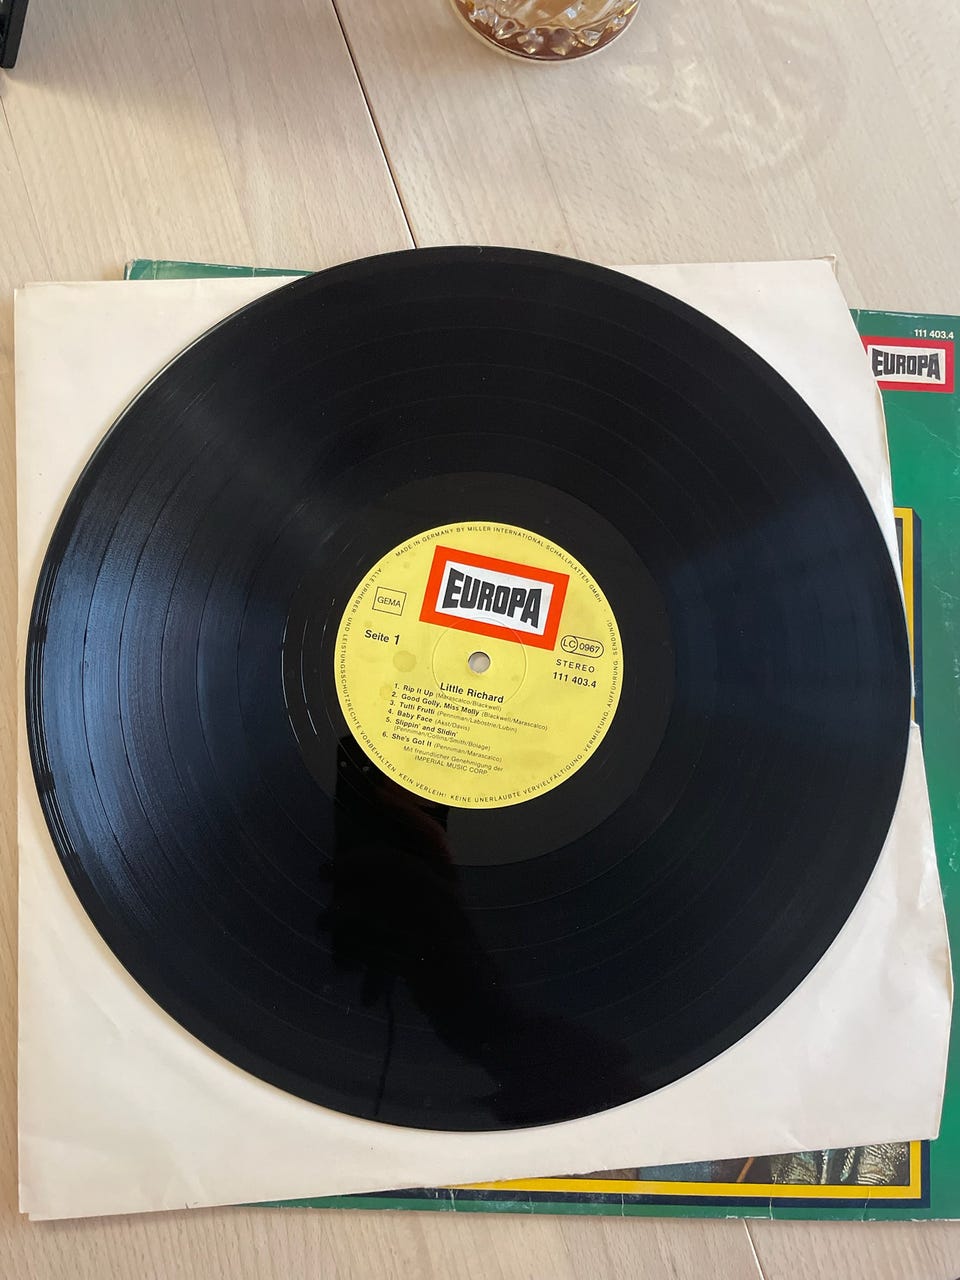 111 403.4
EUROPA
MADE IN GERMANY BY MILLER INTERNATIONAL SCHALLPLATTEN GMBH
EUROPA
GEMA
Seite 1
LC 0967
STEREO
111 403.4
Little Richard
1. Rip It Up (Marascalco/Blackwell)
2. Good Golly, Miss Molly (Blackwell/Marascalco)
3. Tutti Frutti (Penniman/Labostrie/Lubin)
4. Baby Face (Akst/Davis)
5. Slippin' and Slidin'
(Penniman/Collins/Smith/Bolage)
6. She's Got It (Penniman/Marascalco)
Mit freundlicher Genehmigung der
IMPERIAL MUSIC CORP
ALLE URHEBER- UND LEISTUNGSSCHUTZRECHTE VORBEHALTEN. KEIN VERLEIH! KEINE UNERLAUBTE VERVIELFÄLTIGUNG, VERMIETUNG, AUFFÜHRUNG, SENDUNG!